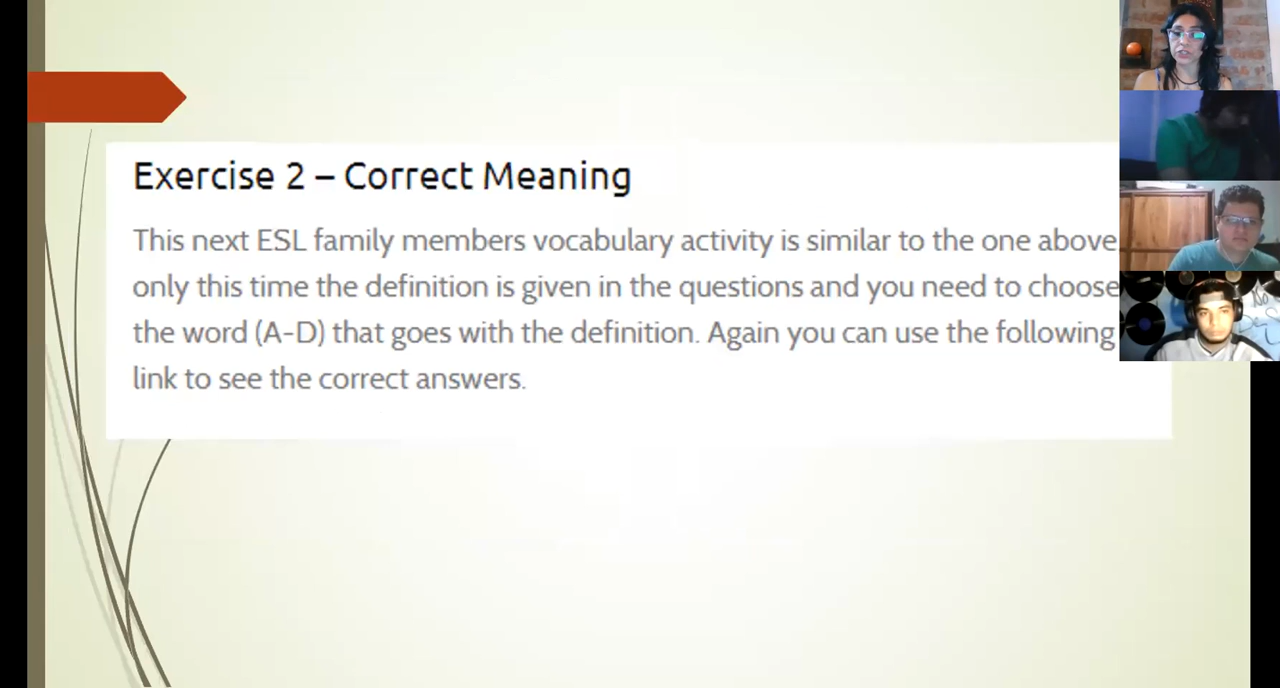 Exercise 2 – Correct Meaning
This next ESL family members vocabulary activity is similar to the one above
only this time the definition is given in the questions and you need to choose
the word (A-D) that goes with the definition. Again you can use the following
link to see the correct answers.
No